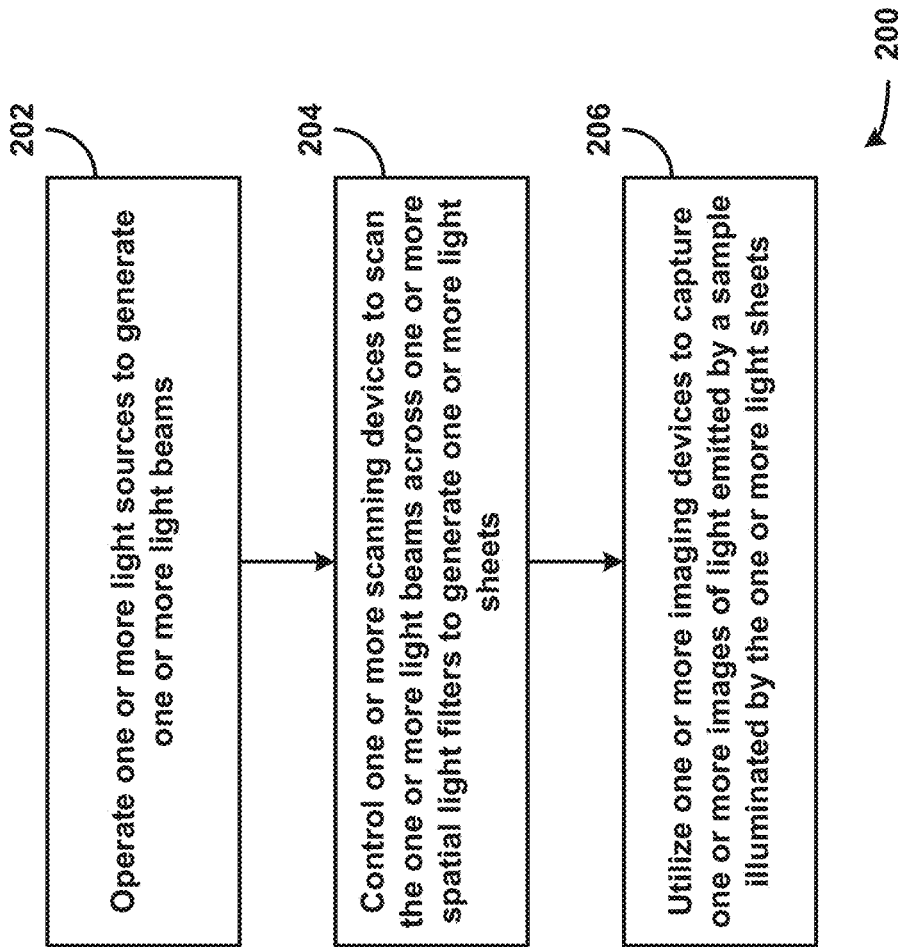 202
Operate one or more light sources to generate
one or more light beams
204
Control one or more scanning devices to scan
the one or more light beams across one or more
spatial light filters to generate one or more light
sheets
206
Utilize one or more imaging devices to capture
one or more images of light emitted by a sample
illuminated by the one or more light sheets
200